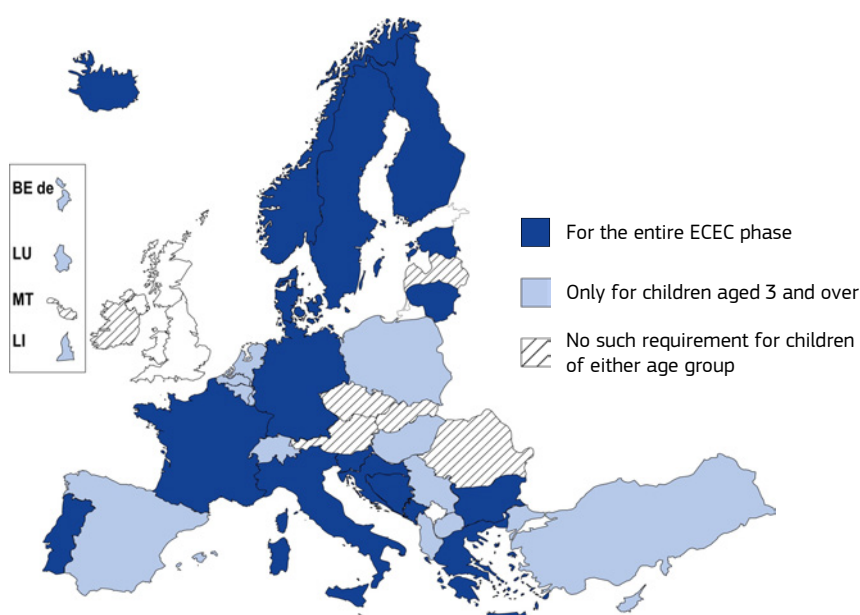 BE de
LU
MT
LI
For the entire ECEC phase
Only for children aged 3 and over
No such requirement for children
of either age group